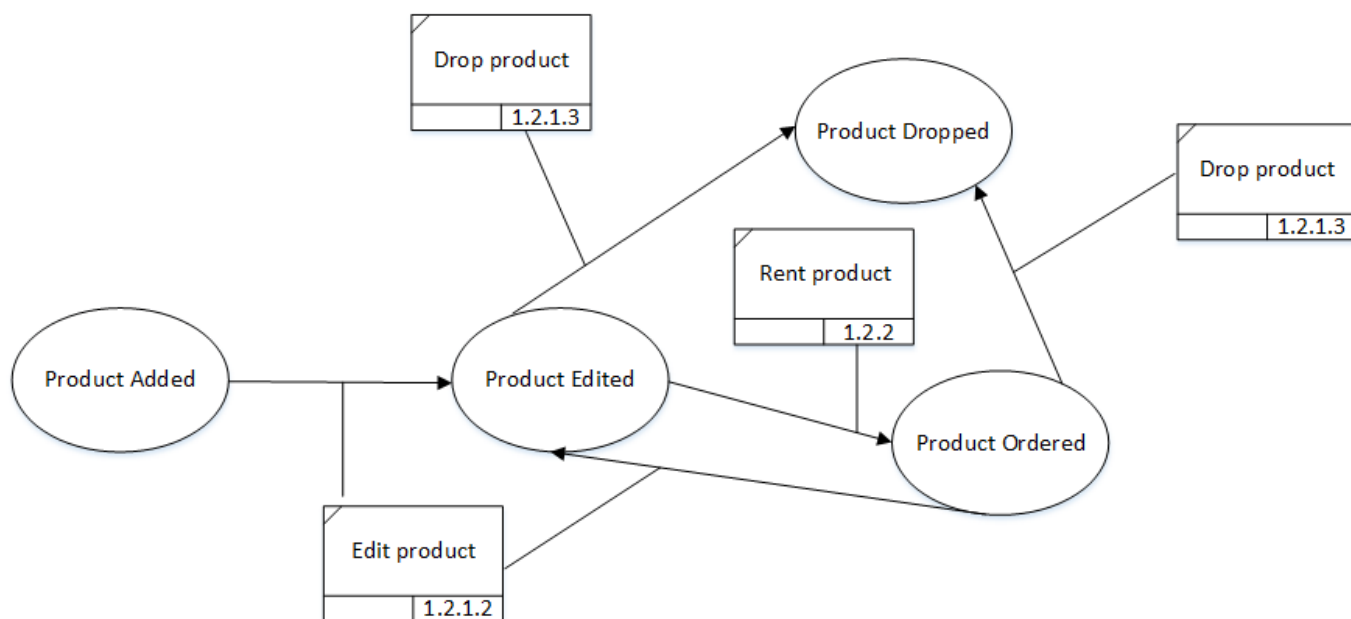 Drop product
1.2.1.3
Product Dropped
Drop product
1.2.1.3
Rent product
1.2.2
Product Added
Product Edited
Product Ordered
Edit product
1.2.1.2